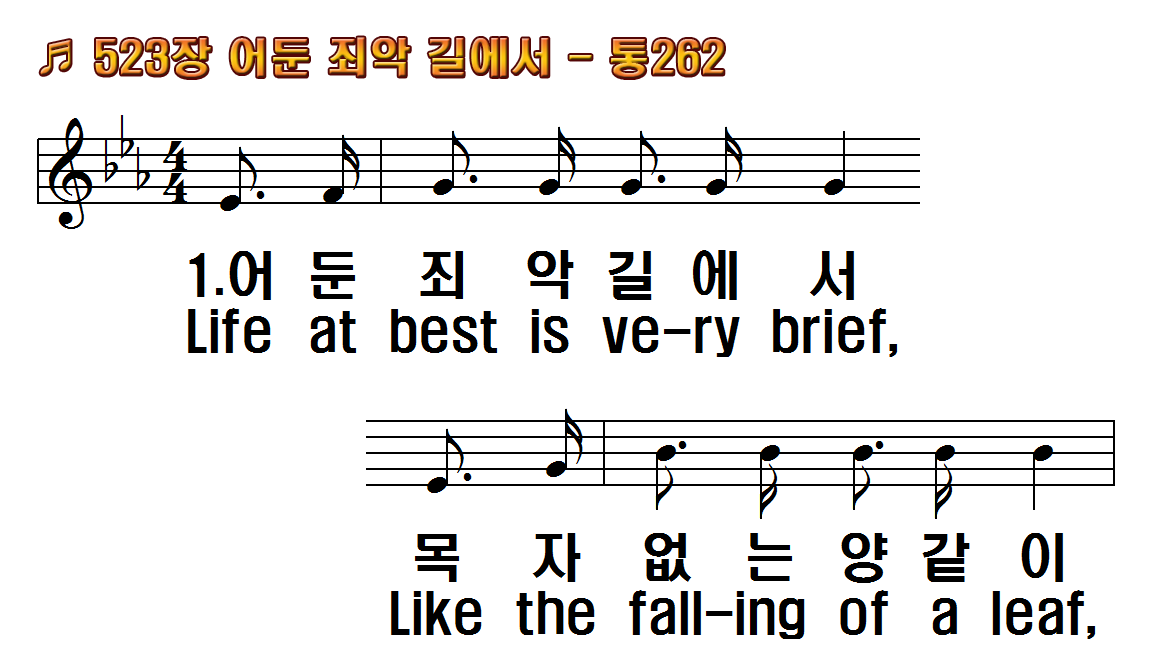 ♬ 523장 어둔 죄악 길에서 - 통262
4/4
1.어 둔 죄 악 길 에 서
Life at best is ve-ry brief,
목 자 없 는 양 같 이
Like the fall-ing of a leaf,